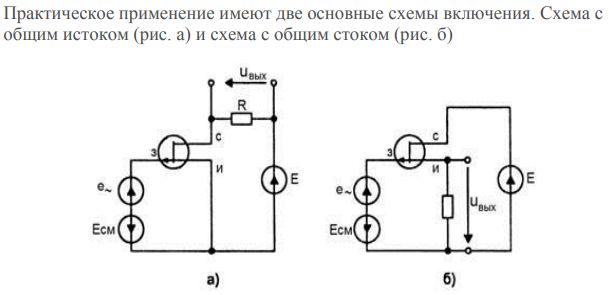 Практическое применение имеют две основные схемы включения. Схема с
общим истоком (рис. а) и схема с общим стоком (рис. б)
uвых
R
с
з
и
E
e~
Eсм
а)
с
з
и
E
e~
uвых
Eсм
б)